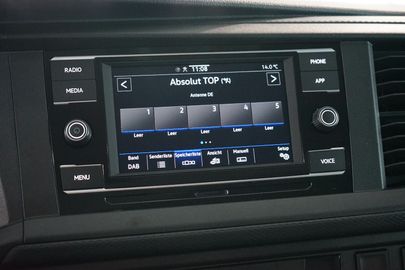 RADIO
MEDIA
MENU
11:08
14.0°C
Absolut TOP
Antenne DE
1 2 3 4 5
Leer Leer Leer Leer Leer
Band Senderliste Speicherliste Ansicht Manuell Setup
DAB
PHONE
APP
VOICE